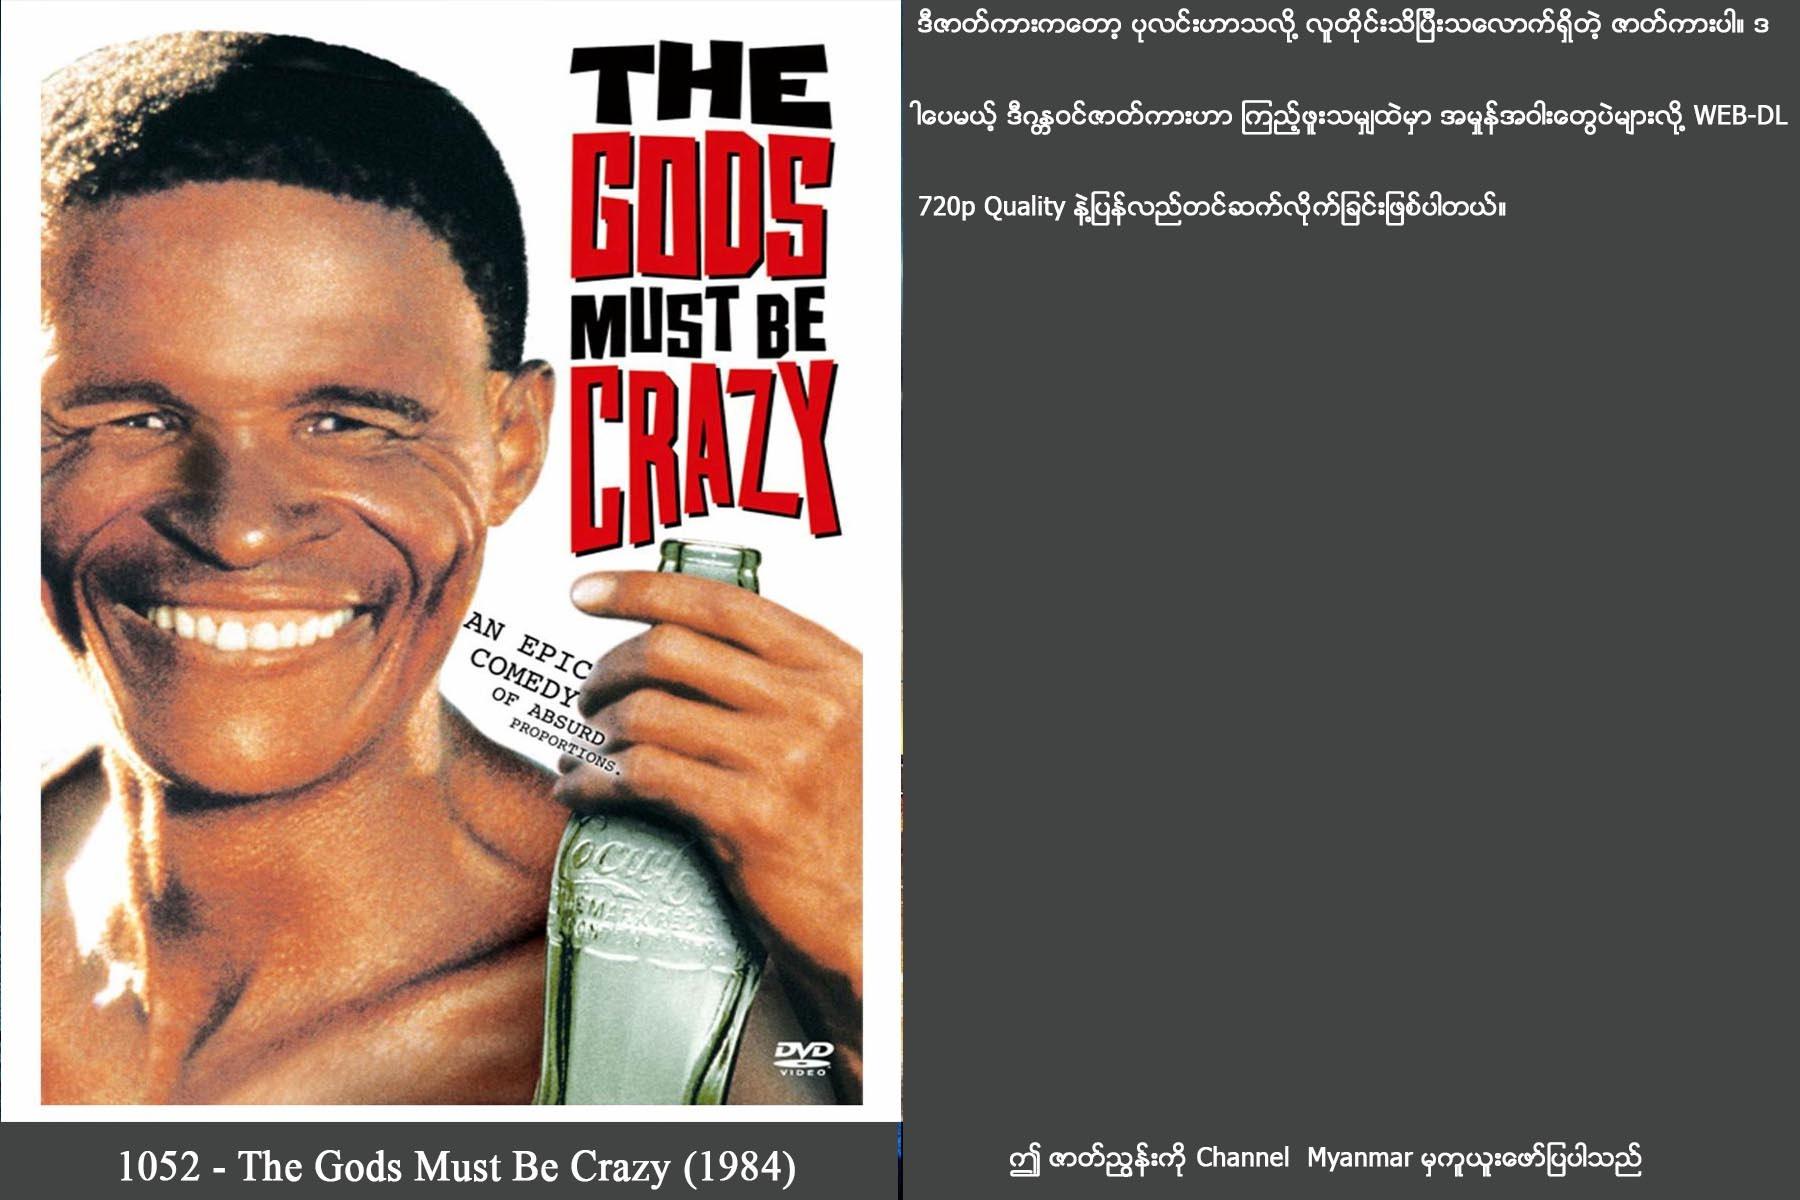 THE
GODS
MUST BE
CRAZY
AN EPIC
COMEDY
OF ABSURD
PROPORTIONS.
DVD
VIDEO
1052 - The Gods Must Be Crazy (1984)
ဒီဇာတ်ကားကတော့ ပုလင်းဟာသလို့ လူတိုင်းသိပြီးသလောက်ရှိတဲ့ ဇာတ်ကားပါ။ ဒ
ါပေမယ့် ဒီဂန္တဝင်ဇာတ်ကားဟာ ကြည့်ဖူးသမျှထဲမှာ အမှုန်အဝါးတွေပဲများလို့ WEB-DL
720p Quality နဲ့ပြန်လည်တင်ဆက်လိုက်ခြင်းဖြစ်ပါတယ်။
ဤ ဇာတ်ညွှန်းကို Channel Myanmar မှကူယူးဖော်ပြပါသည်